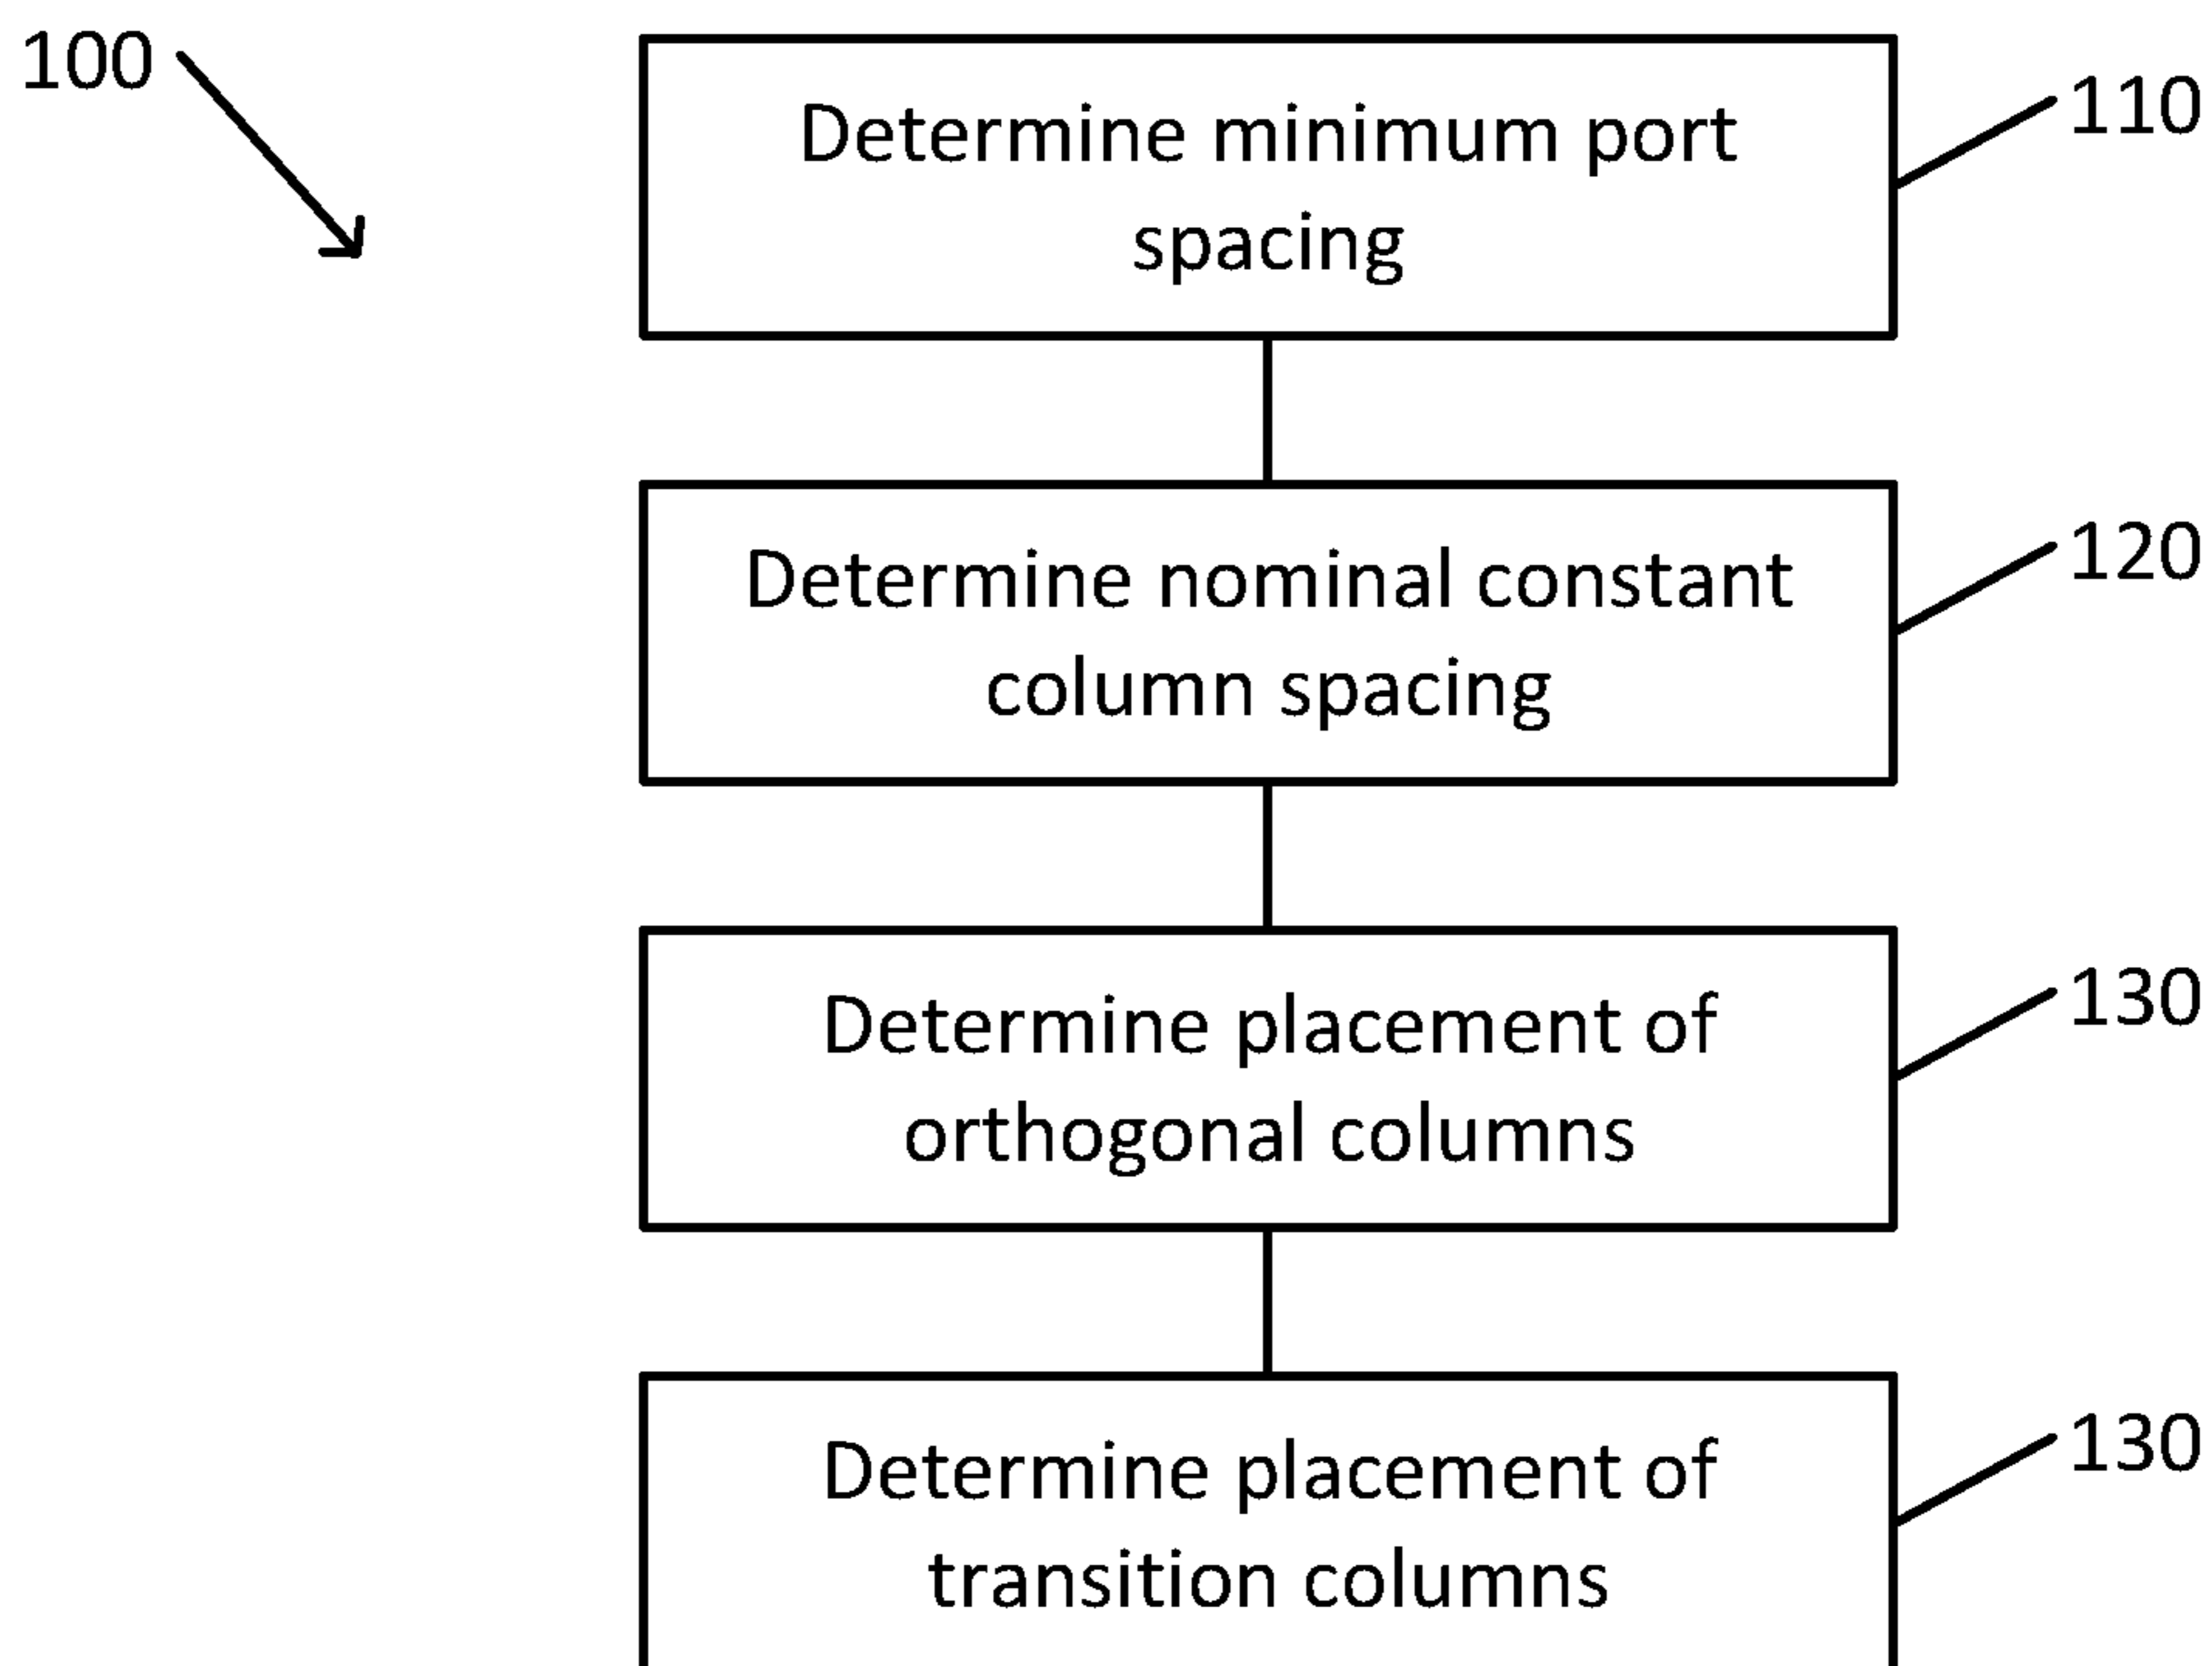 100
Determine minimum port
spacing
110
Determine nominal constant
column spacing
120
Determine placement of
orthogonal columns
130
Determine placement of
transition columns
130